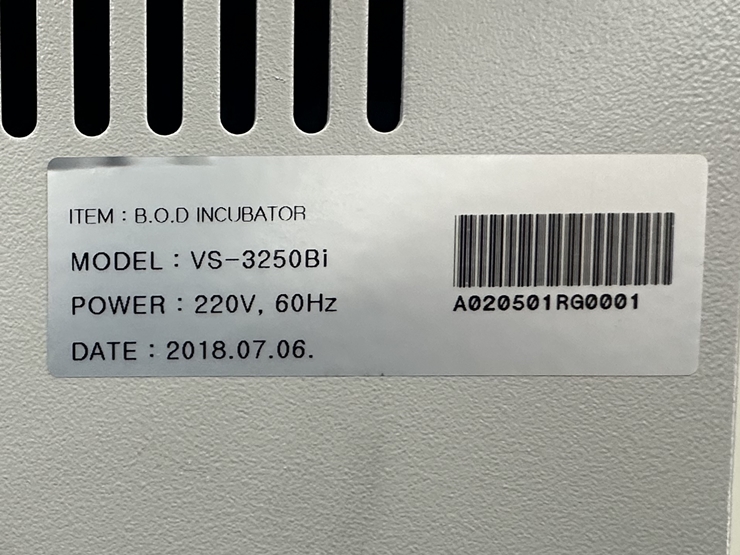 ITEM : B.O.D INCUBATOR
MODEL : VS-3250Bi
POWER : 220V, 60Hz
DATE : 2018.07.06.
A020501RG0001